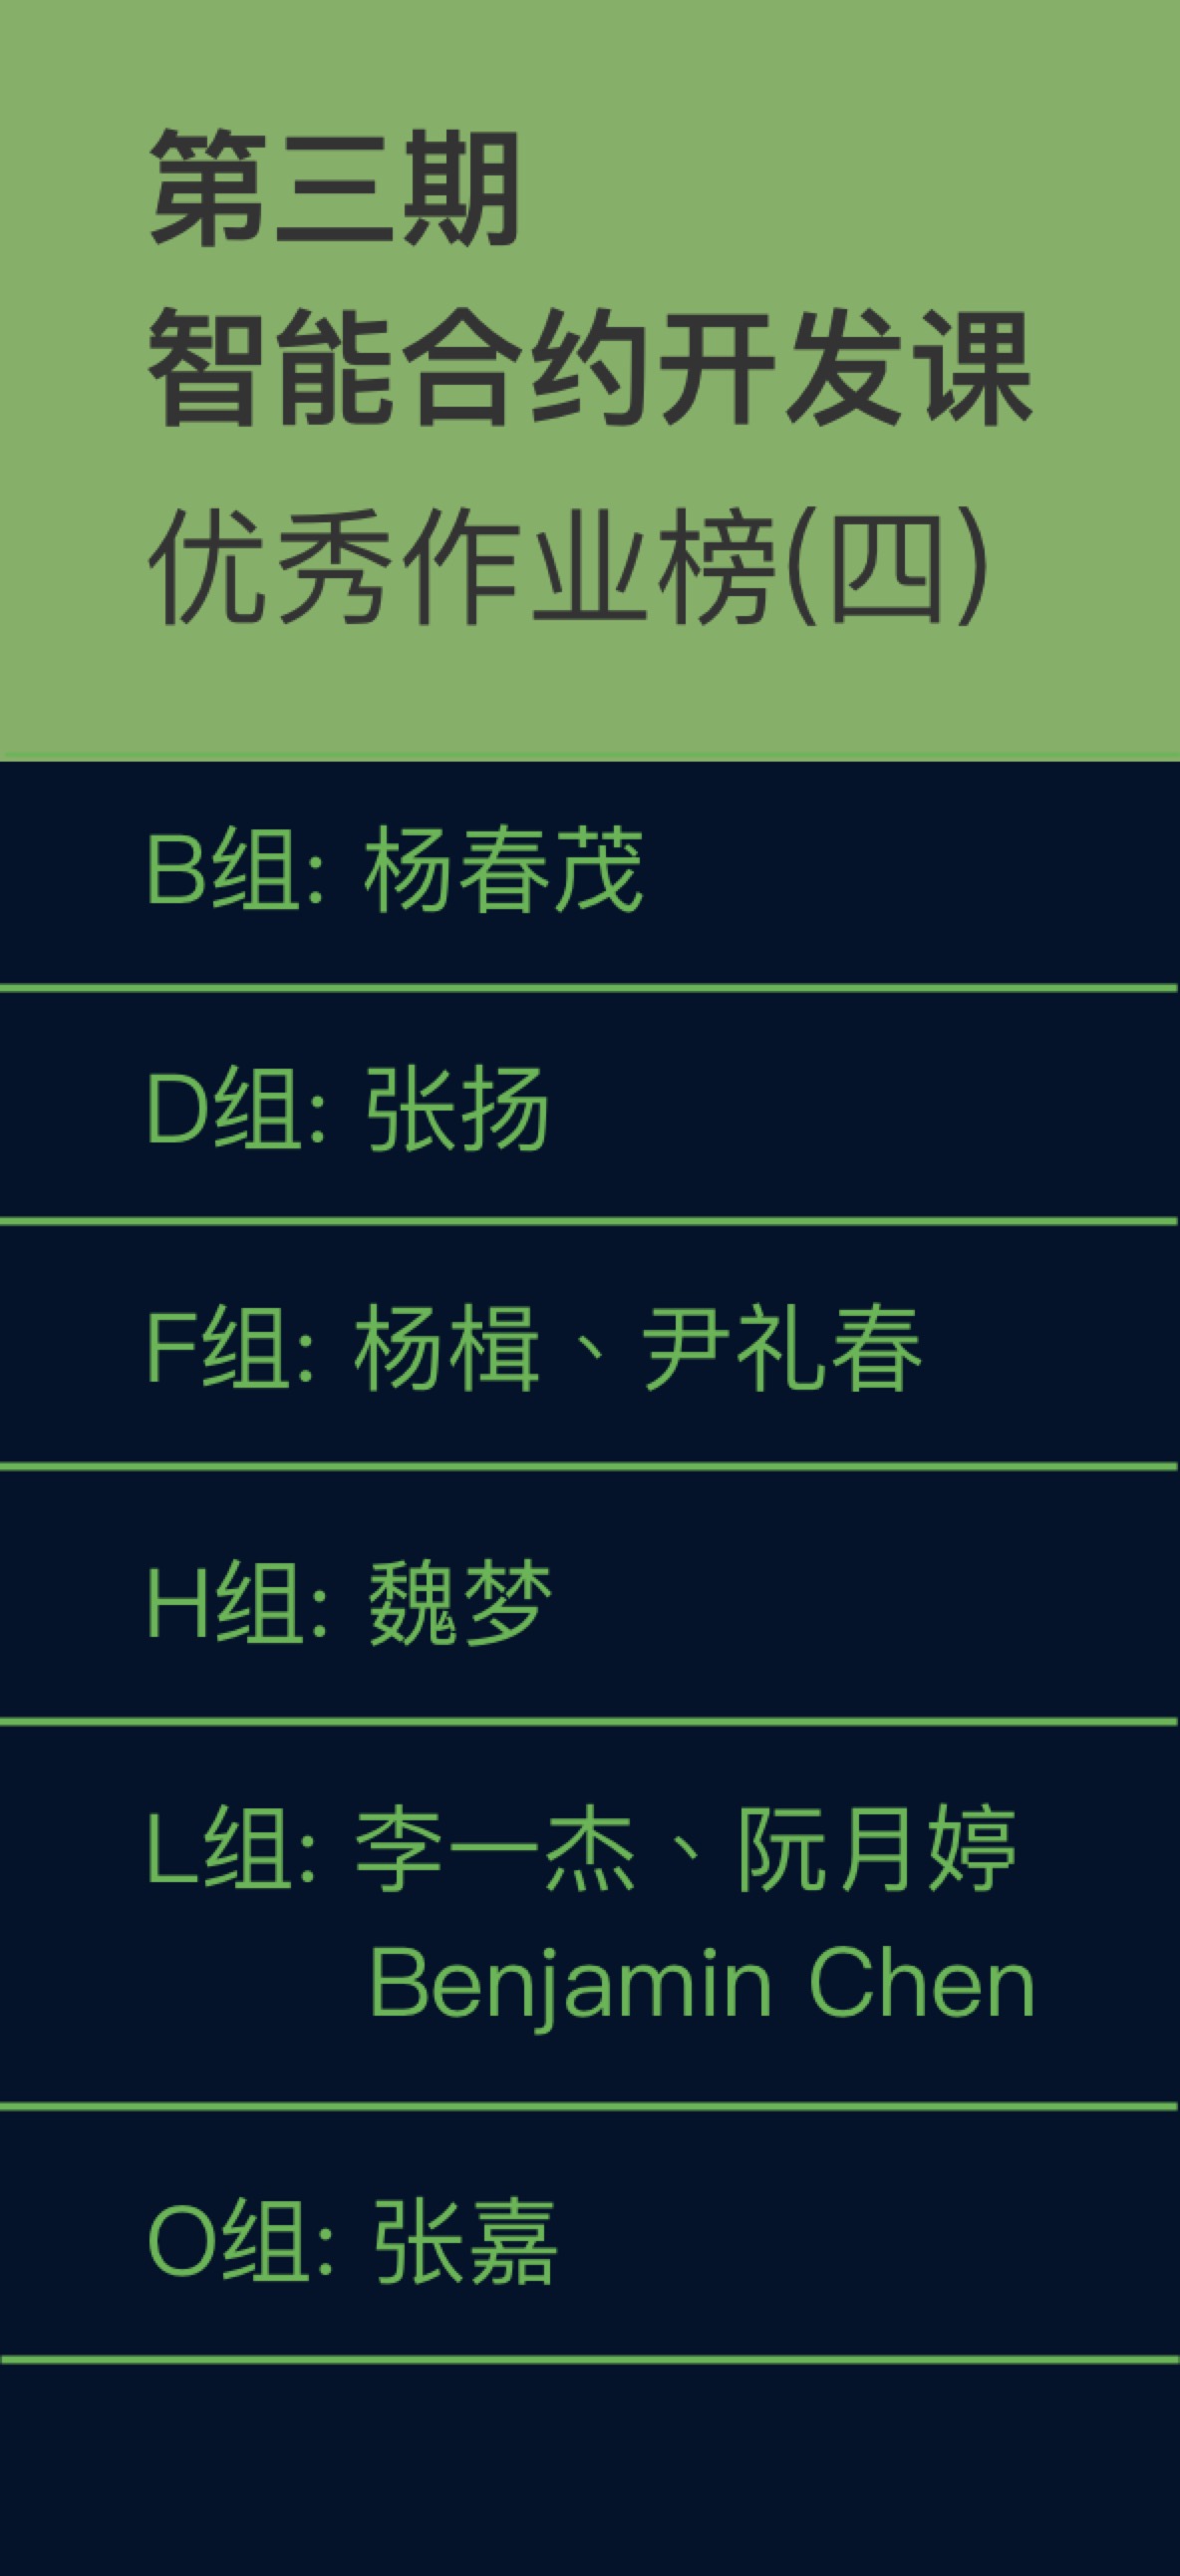 第三期
智能合约开发课
优秀作业榜(四)
B组: 杨春茂
D组: 张扬
F组: 杨楫、尹礼春
H组: 魏梦
L组: 李一杰、阮月婷
Benjamin Chen
O组: 张嘉